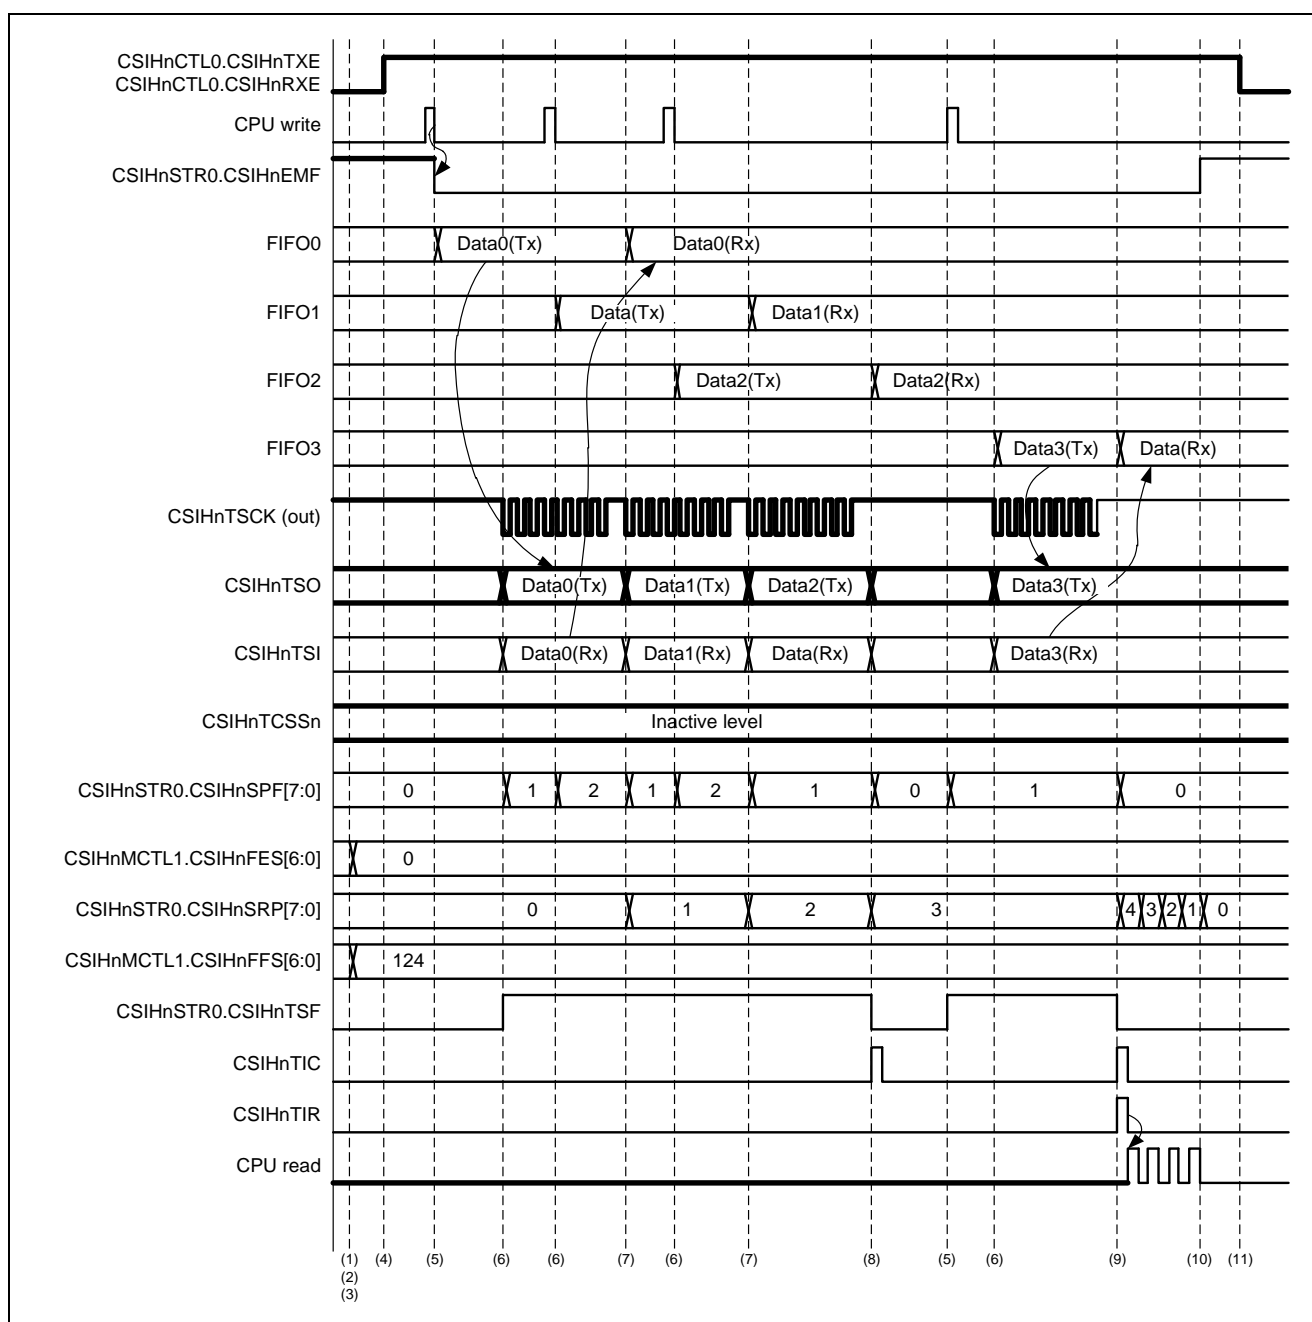 CSIHnCTL0.CSIHnTXE
CSIHnCTL0.CSIHnRXE
CPU write
CSIHnSTR0.CSIHnEMF
FIFO0 Data0(Tx) Data0(Rx)
FIFO1 Data(Tx) Data1(Rx)
FIFO2 Data2(Tx) Data2(Rx)
FIFO3 Data3(Tx) Data(Rx)
CSIHnTSCK (out)
CSIHnTSO Data0(Tx) Data1(Tx) Data2(Tx) Data3(Tx)
CSIHnTSI Data0(Rx) Data1(Rx) Data(Rx) Data3(Rx)
CSIHnTCSSn Inactive level
CSIHnSTR0.CSIHnSPF[7:0] 0 1 2 1 2 1 0 1 0
CSIHnMCTL1.CSIHnFES[6:0] 0
CSIHnSTR0.CSIHnSRP[7:0] 0 1 2 3 4 3 2 1 0
CSIHnMCTL1.CSIHnFFS[6:0] 124
CSIHnSTR0.CSIHnTSF
CSIHnTIC
CSIHnTIR
CPU read
(1) (4) (5) (6) (6) (7) (6) (7) (8) (5) (6) (9) (10) (11)
(2)
(3)